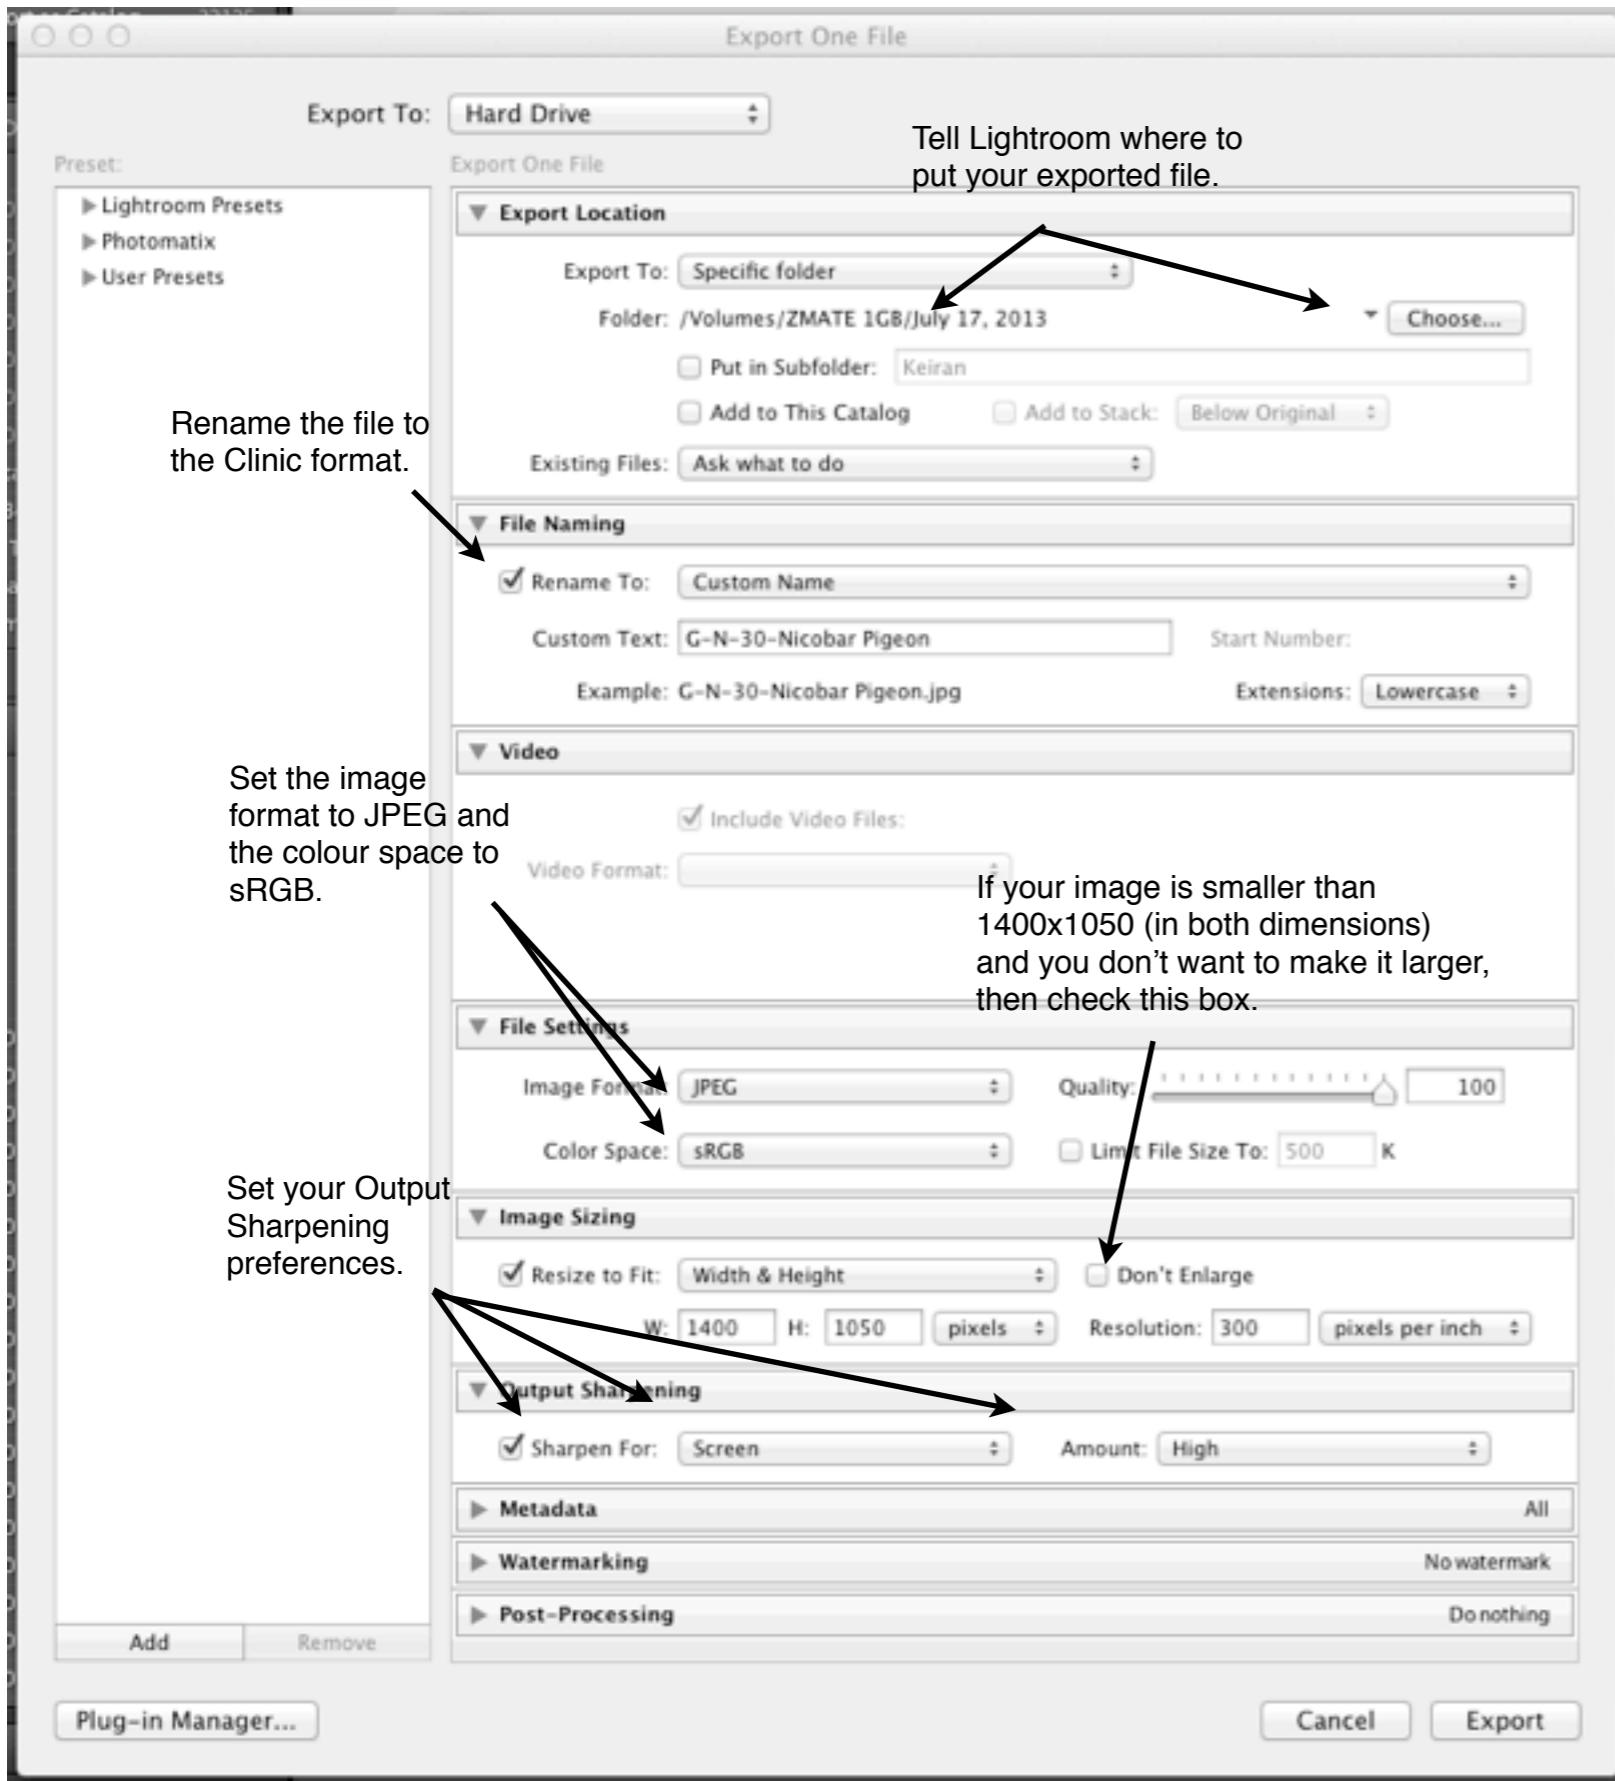 Export One File
Export To: Hard Drive
Tell Lightroom where to
put your exported file.
Preset:
Export One File
Lightroom Presets
Photomatix
User Presets
Export Location
Export To: Specific folder
Folder: /Volumes/ZMATE 1GB/July 17, 2013 Choose...
Put in Subfolder: Keiran
Add to This Catalog Add to Stack: Below Original
Existing Files: Ask what to do
Rename the file to
the Clinic format.
File Naming
Rename To: Custom Name
Custom Text: G-N-30-Nicobar Pigeon Start Number:
Example: G-N-30-Nicobar Pigeon.jpg Extensions: Lowercase
Video
Include Video Files:
Video Format:
Set the image
format to JPEG and
the colour space to
sRGB.
If your image is smaller than
1400x1050 (in both dimensions)
and you don't want to make it larger,
then check this box.
File Settings
Image Format: JPEG Quality: 100
Color Space: sRGB Limit File Size To: 500 K
Set your Output
Sharpening
preferences.
Image Sizing
Resize to Fit: Width & Height Don't Enlarge
W: 1400 H: 1050 pixels Resolution: 300 pixels per inch
Output Sharpening
Sharpen For: Screen Amount: High
Metadata All
Watermarking No watermark
Post-Processing Do nothing
Add Remove
Plug-in Manager... Cancel Export